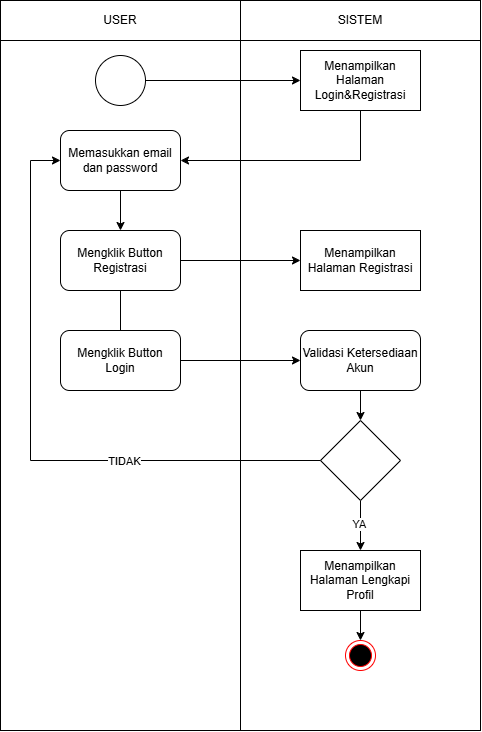 USER
SISTEM
Menampilkan
Halaman
Login&Registrasi
Memasukkan email
dan password
Mengklik Button
Registrasi
Menampilkan
Halaman Registrasi
Mengklik Button
Login
Validasi Ketersediaan
Akun
TIDAK
YA
Menampilkan
Halaman Lengkapi
Profil